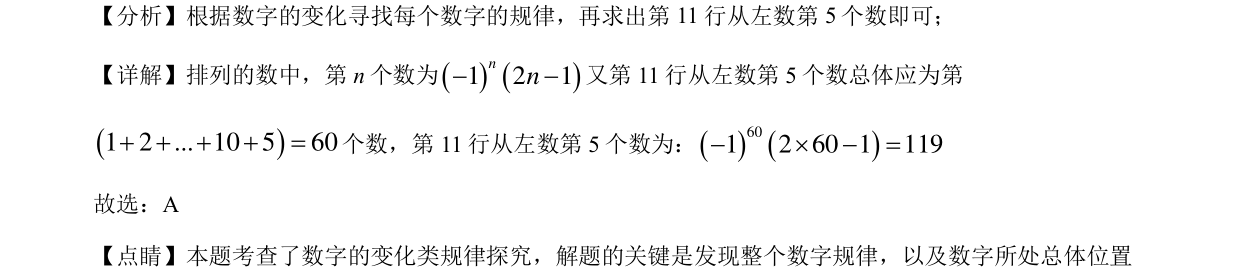 【分析】根据数字的变化寻找每个数字的规律，再求出第 11 行从左数第 5 个数即可；
【详解】排列的数中，第 n 个数为(−1)^n (2n−1) 又第 11 行从左数第 5 个数总体应为第
(1+2+...+10+5)=60 个数，第 11 行从左数第 5 个数为：(−1)^60 (2×60−1)=119
故选：A
【点睛】本题考查了数字的变化类规律探究，解题的关键是发现整个数字规律，以及数字所处总体位置